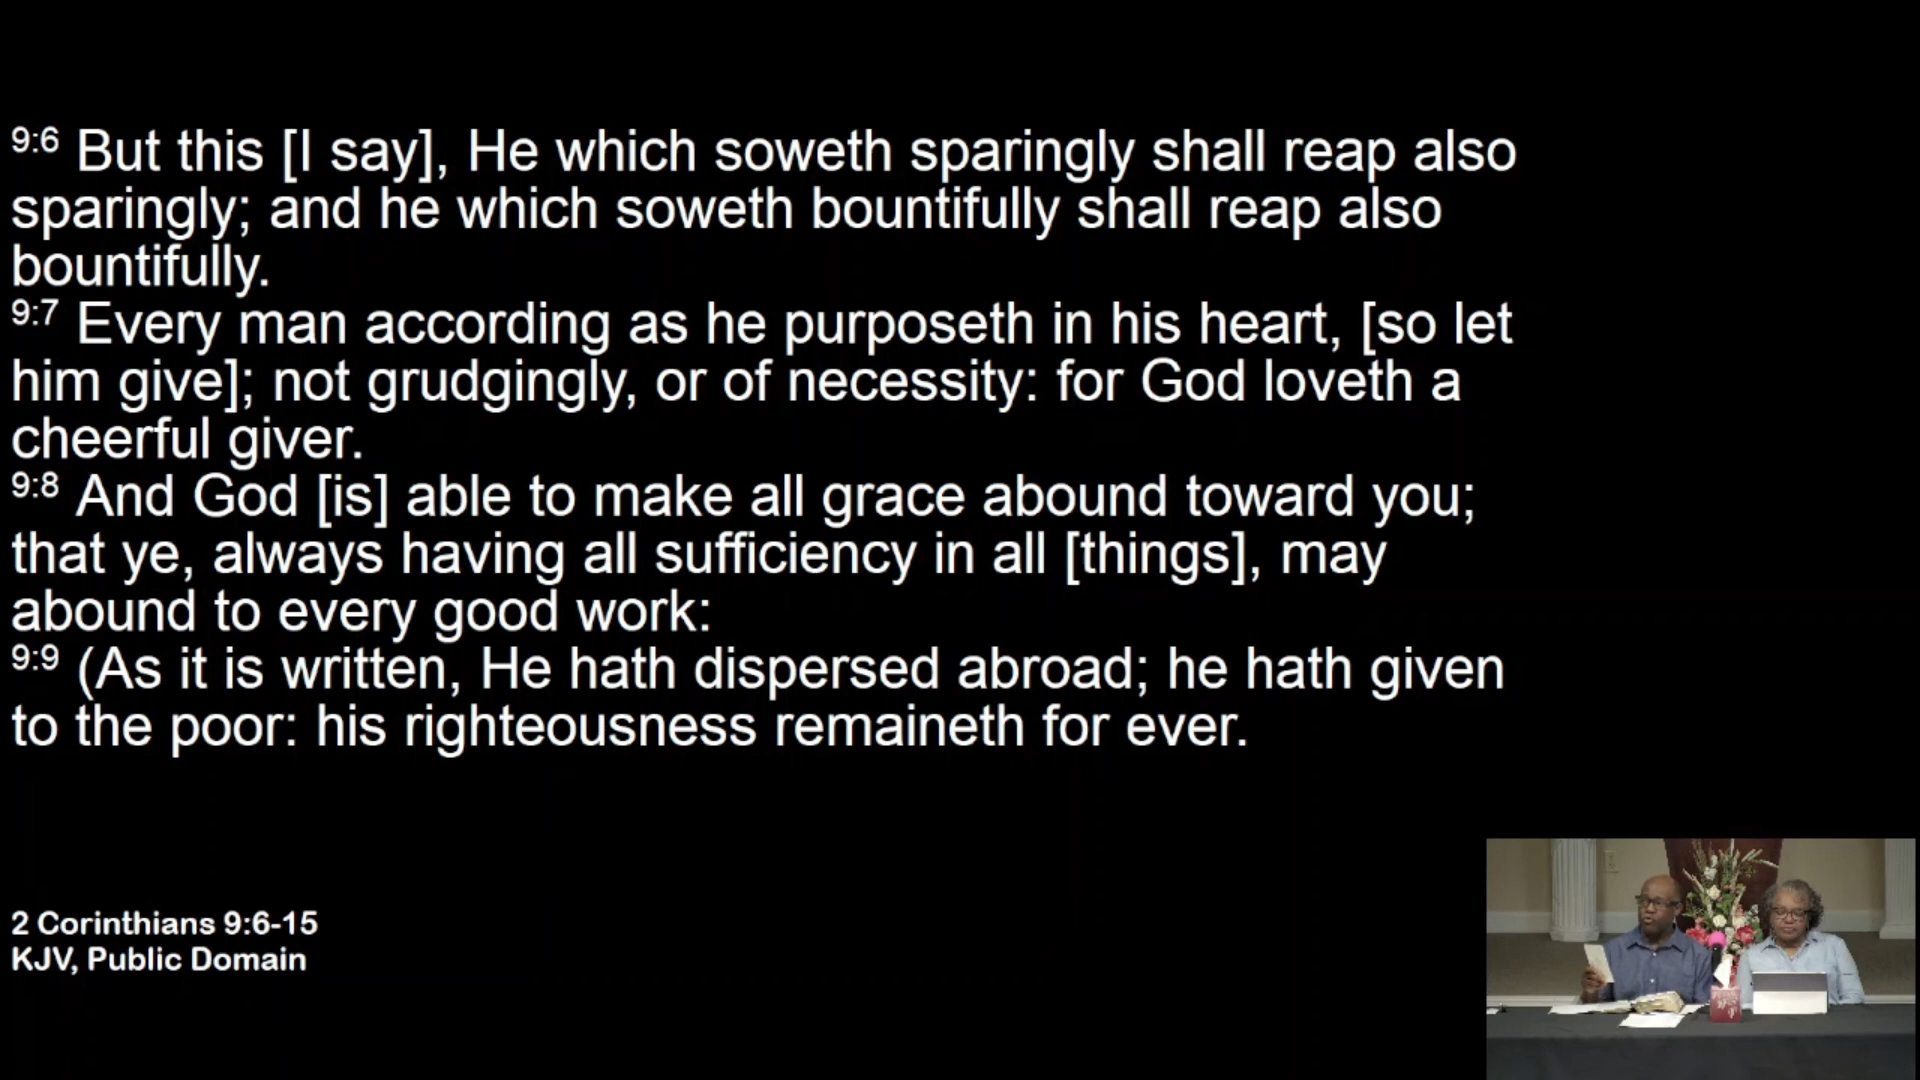 9:6 But this [I say], He which soweth sparingly shall reap also
sparingly; and he which soweth bountifully shall reap also
bountifully.
9:7 Every man according as he purposeth in his heart, [so let
him give]; not grudgingly, or of necessity: for God loveth a
cheerful giver.
9:8 And God [is] able to make all grace abound toward you;
that ye, always having all sufficiency in all [things], may
abound to every good work:
9:9 (As it is written, He hath dispersed abroad; he hath given
to the poor: his righteousness remaineth for ever.
2 Corinthians 9:6-15
KJV, Public Domain